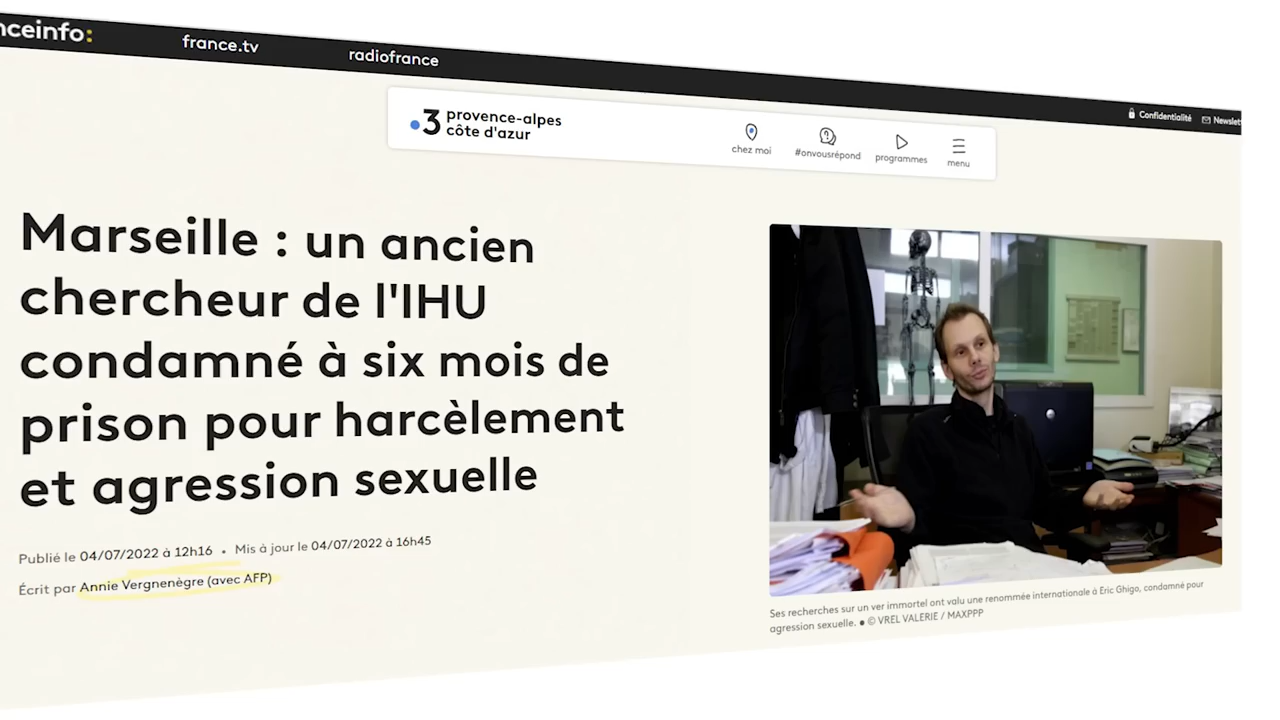 nceinfo:
france.tv
radiofrance
Confidentialité
Newslett
3 provence-alpes
côte d'azur
chez moi
#onvousrépond
programmes
menu
Marseille : un ancien
chercheur de l'IHU
condamné à six mois de
prison pour harcèlement
et agression sexuelle
Publié le 04/07/2022 à 12h16 • Mis à jour le 04/07/2022 à 16h45
Écrit par Annie Vergnenègre (avec AFP)
Ses recherches sur un ver immortel ont valu une renommée internationale à Eric Ghigo, condamné pour
agression sexuelle. • © VREL VALERIE / MAXPPP